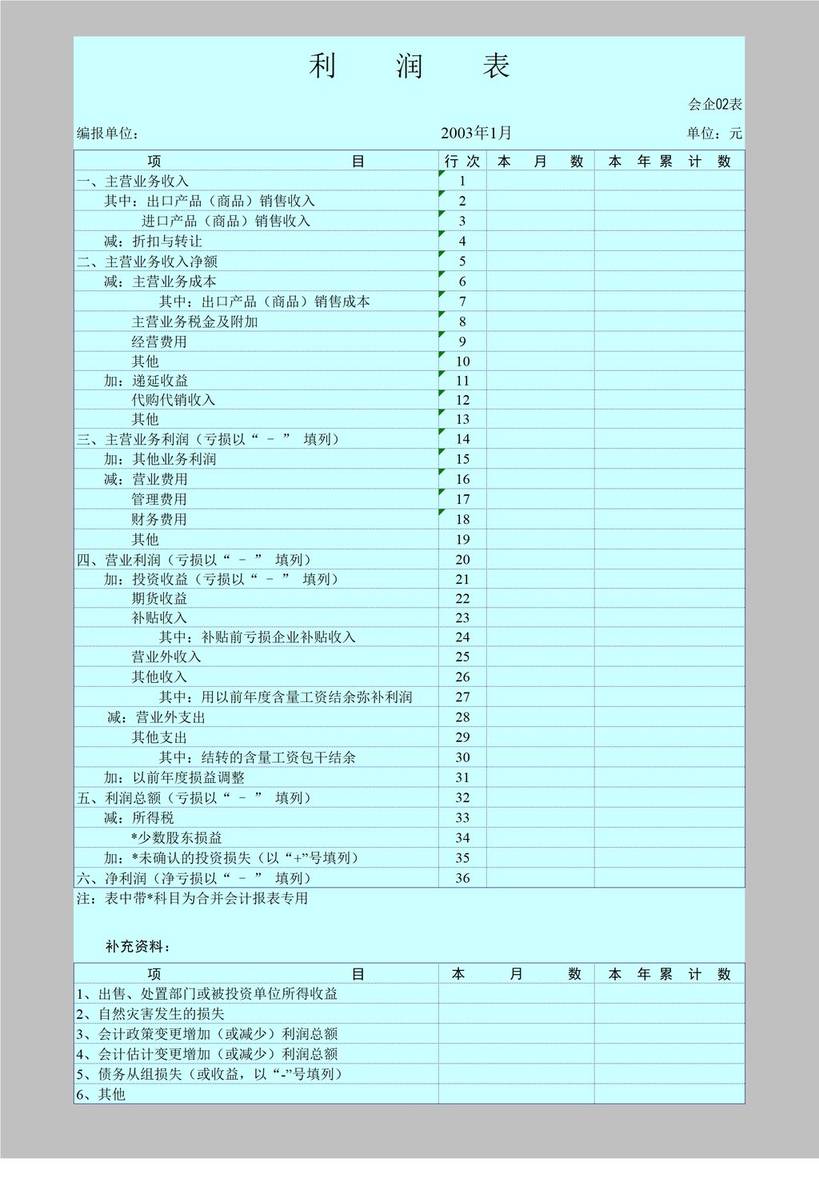 利 润 表
会企02表
编报单位： 2003年1月 单位：元
项 目 行 次 本 月 数 本 年 累 计 数
一、主营业务收入 1
其中：出口产品（商品）销售收入 2
进口产品（商品）销售收入 3
减：折扣与转让 4
二、主营业务收入净额 5
减：主营业务成本 6
其中：出口产品（商品）销售成本 7
主营业务税金及附加 8
经营费用 9
其他 10
加：递延收益 11
代购代销收入 12
其他 13
三、主营业务利润（亏损以“－” 填列） 14
加：其他业务利润 15
减：营业费用 16
管理费用 17
财务费用 18
其他 19
四、营业利润（亏损以“－” 填列） 20
加：投资收益（亏损以“－” 填列） 21
期货收益 22
补贴收入 23
其中：补贴前亏损企业补贴收入 24
营业外收入 25
其他收入 26
其中：用以前年度含量工资结余弥补利润 27
减：营业外支出 28
其他支出 29
其中：结转的含量工资包干结余 30
加：以前年度损益调整 31
五、利润总额（亏损以“－” 填列） 32
减：所得税 33
*少数股东损益 34
加：*未确认的投资损失（以“+”号填列） 35
六、净利润（净亏损以“－” 填列） 36
注：表中带*科目为合并会计报表专用
补充资料：
项 目 本 月 数 本 年 累 计 数
1、出售、处置部门或被投资单位所得收益
2、自然灾害发生的损失
3、会计政策变更增加（或减少）利润总额
4、会计估计变更增加（或减少）利润总额
5、债务从组损失（或收益，以“-”号填列）
6、其他